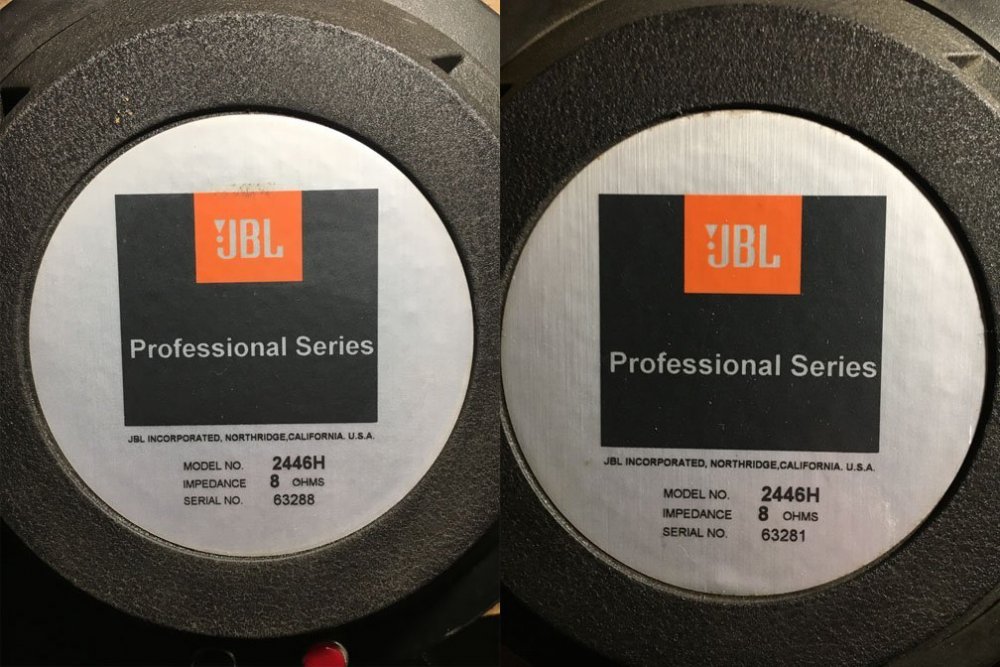 JBL
Professional Series
JBL INCORPORATED, NORTHRIDGE,CALIFORNIA. U.S.A.
MODEL NO. 2446H
IMPEDANCE 8 OHMS
SERIAL NO. 63288
JBL
Professional Series
JBL INCORPORATED, NORTHRIDGE,CALIFORNIA. U.S.A.
MODEL NO. 2446H
IMPEDANCE 8 OHMS
SERIAL NO. 63281